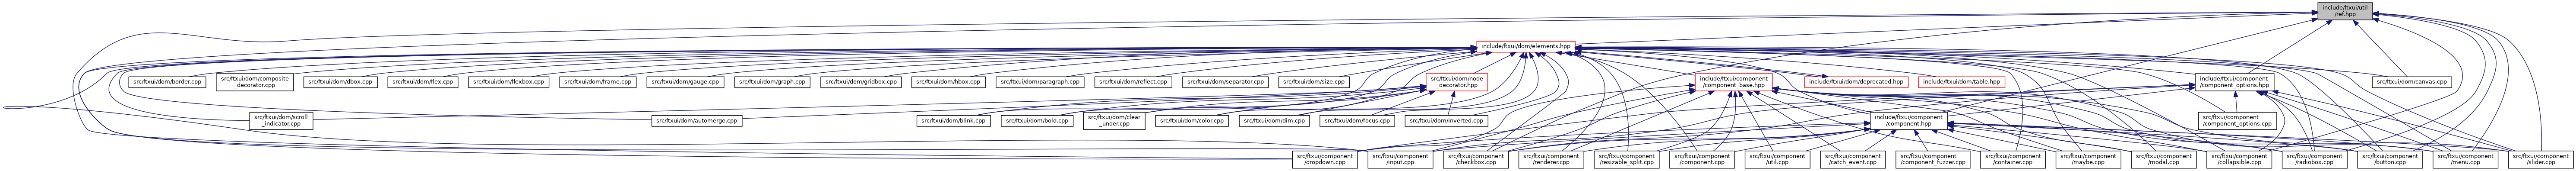 include/ftxui/util
/ref.hpp
include/ftxui/dom/elements.hpp
src/ftxui/dom/border.cpp
src/ftxui/dom/composite
_decorator.cpp
src/ftxui/dom/dbox.cpp
src/ftxui/dom/flex.cpp
src/ftxui/dom/flexbox.cpp
src/ftxui/dom/frame.cpp
src/ftxui/dom/gauge.cpp
src/ftxui/dom/graph.cpp
src/ftxui/dom/gridbox.cpp
src/ftxui/dom/hbox.cpp
src/ftxui/dom/paragraph.cpp
src/ftxui/dom/reflect.cpp
src/ftxui/dom/separator.cpp
src/ftxui/dom/size.cpp
src/ftxui/dom/node
_decorator.hpp
include/ftxui/component
/component_base.hpp
include/ftxui/dom/deprecated.hpp
include/ftxui/dom/table.hpp
include/ftxui/component
/component_options.hpp
src/ftxui/dom/canvas.cpp
src/ftxui/dom/scroll
_indicator.cpp
src/ftxui/dom/automerge.cpp
src/ftxui/dom/blink.cpp
src/ftxui/dom/bold.cpp
src/ftxui/dom/clear
_under.cpp
src/ftxui/dom/color.cpp
src/ftxui/dom/dim.cpp
src/ftxui/dom/focus.cpp
src/ftxui/dom/inverted.cpp
include/ftxui/component
/component.hpp
src/ftxui/component
/component_options.cpp
src/ftxui/component
/dropdown.cpp
src/ftxui/component
/input.cpp
src/ftxui/component
/checkbox.cpp
src/ftxui/component
/renderer.cpp
src/ftxui/component
/resizable_split.cpp
src/ftxui/component
/component.cpp
src/ftxui/component
/util.cpp
src/ftxui/component
/catch_event.cpp
src/ftxui/component
/component_fuzzer.cpp
src/ftxui/component
/container.cpp
src/ftxui/component
/maybe.cpp
src/ftxui/component
/modal.cpp
src/ftxui/component
/collapsible.cpp
src/ftxui/component
/radiobox.cpp
src/ftxui/component
/button.cpp
src/ftxui/component
/menu.cpp
src/ftxui/component
/slider.cpp